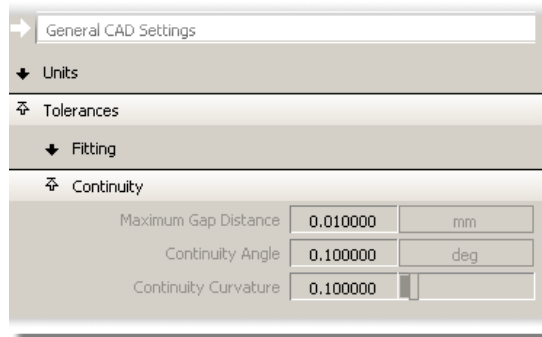 General CAD Settings
Units
Tolerances
Fitting
Continuity
Maximum Gap Distance 0.010000 mm
Continuity Angle 0.100000 deg
Continuity Curvature 0.100000